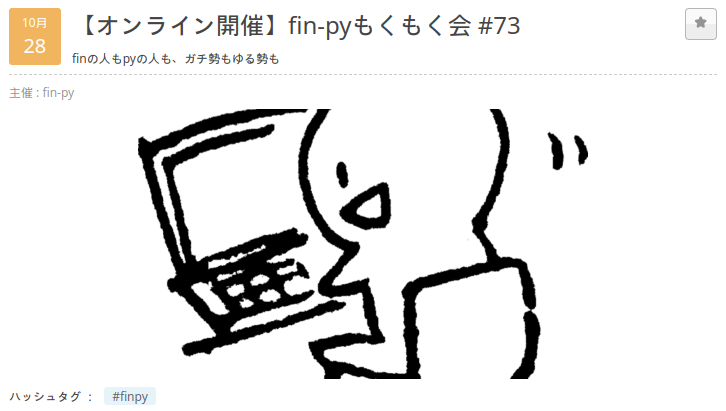 10月
28
【オンライン開催】fin-pyもくもく会 #73
finの人もpyの人も、ガチ勢もゆる勢も
主催 : fin-py
ハッシュタグ ： #finpy